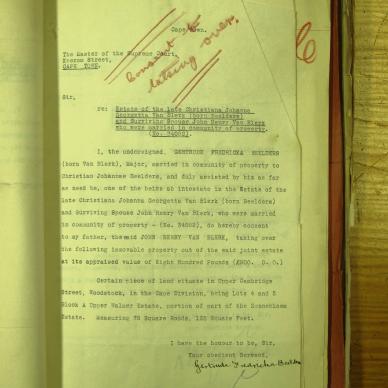 Cape Town.
Consent to
taking over.
The Master of the Supreme Court,
Keerom Street,
CAPE TOWN.
Sir,
re: Estate of the Late Christiana Johanna
Georgetta Van Blerk (born Beelders)
and Surviving Spouse John Henry Van Blerk
who were married in community of property.
(No. 34002).
I, the undersigned, GERTRUDE FREDRICKA BEELDERS
(born Van Blerk), Major, married in community of property to
Christian Johannes Beelders, and duly assisted by him as far
as need be, one of the heirs ab intestato in the Estate of the
late Christiana Johanna Georgetta Van Blerk (born Beelders)
and Surviving Spouse John Henry Van Blerk, who were married
in community of property - (No. 34002), do hereby consent
to my father, the said JOHN HENRY VAN BLERK, taking over
the following immovable property out of the said joint estate
at its appraised value of Eight Hundred Pounds (£800. 0. 0.)
Certain piece of land situate in Upper Cambridge
Street, Woodstock, in the Cape Division, being Lots 4 and 5
Block A Upper Walmer Estate, portion of part of the Zonnebloem
Estate. Measuring 75 Square Roods, 122 Square Feet.
I have the honour to be, Sir,
Your obedient Servant,
Gertrude